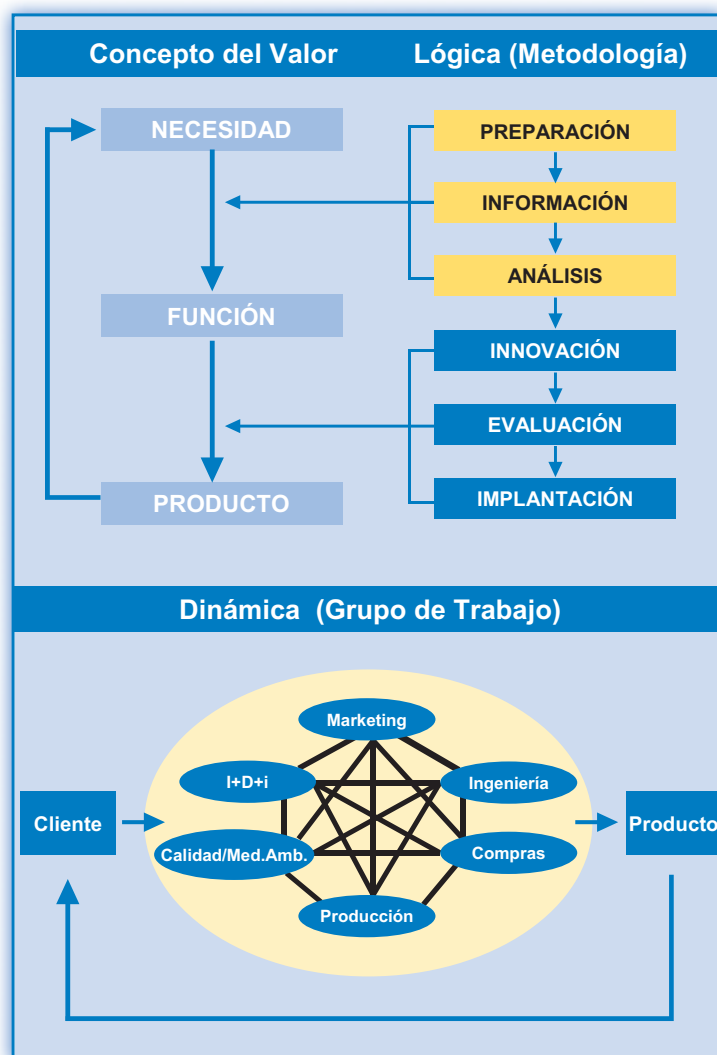 Concepto del Valor
Lógica (Metodología)
NECESIDAD
FUNCIÓN
PRODUCTO
PREPARACIÓN
INFORMACIÓN
ANÁLISIS
INNOVACIÓN
EVALUACIÓN
IMPLANTACIÓN
Dinámica (Grupo de Trabajo)
Marketing
I+D+i
Ingeniería
Cliente
Producto
Calidad/Med.Amb.
Compras
Producción